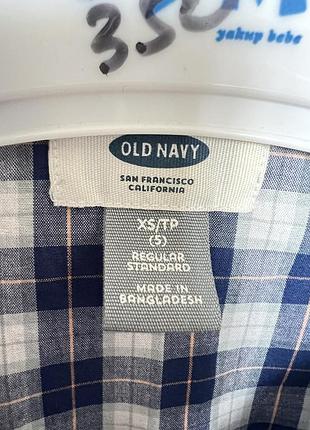 350
yakup bebe
OLD NAVY
SAN FRANCISCO
CALIFORNIA
XS/TP
(5)
REGULAR
STANDARD
MADE IN
BANGLADESH